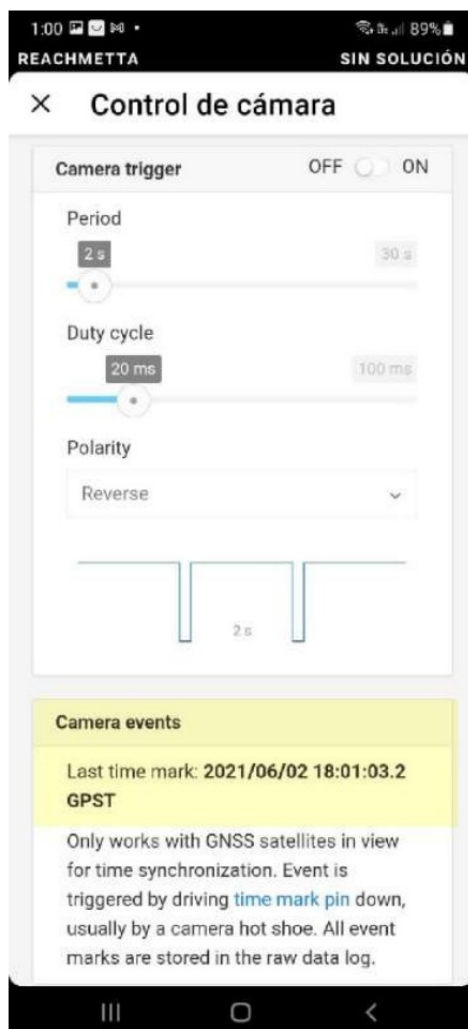 1:00 89%
REACHMETTA SIN SOLUCIÓN
× Control de cámara
Camera trigger OFF ON
Period
2 s 30 s
Duty cycle
20 ms 100 ms
Polarity
Reverse
2 s
Camera events
Last time mark: 2021/06/02 18:01:03.2
GPST
Only works with GNSS satellites in view
for time synchronization. Event is
triggered by driving time mark pin down,
usually by a camera hot shoe. All event
marks are stored in the raw data log.